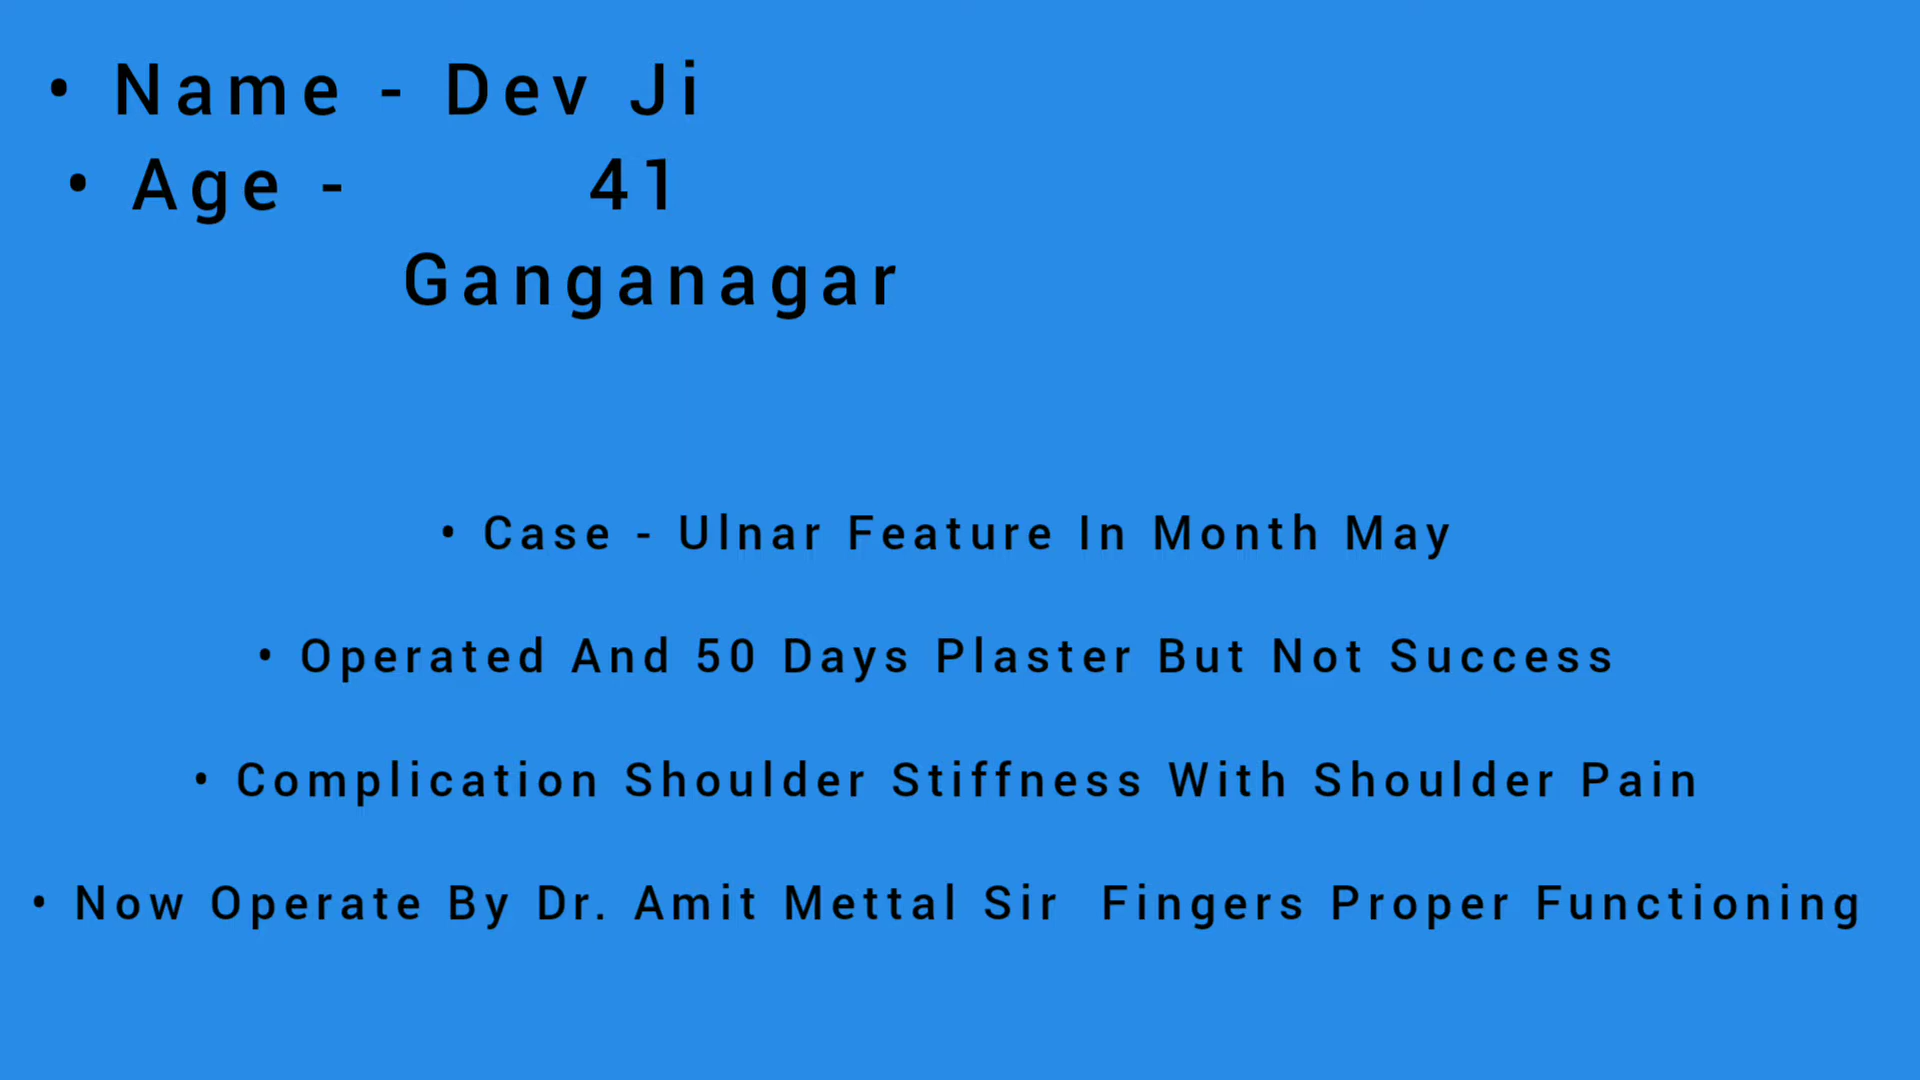 • Name - Dev Ji
• Age - 41
Ganganagar
• Case - Ulnar Feature In Month May
• Operated And 50 Days Plaster But Not Success
• Complication Shoulder Stiffness With Shoulder Pain
• Now Operate By Dr. Amit Mettal Sir Fingers Proper Functioning